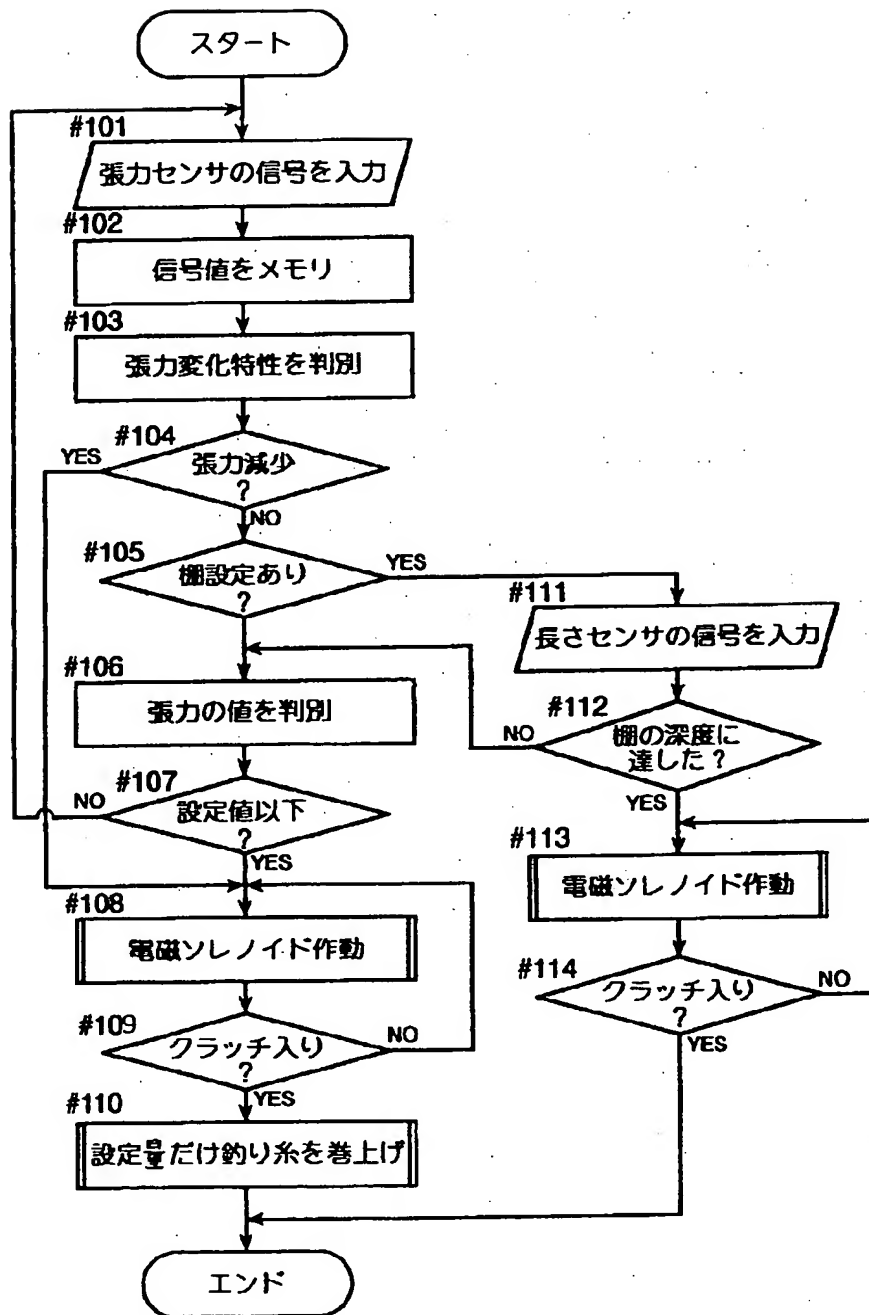 スタート
#101
張力センサの信号を入力
#102
信号値をメモリ
#103
張力変化特性を判別
#104
YES
張力減少
?
NO
#105
棚設定あり
?
YES
#111
長さセンサの信号を入力
#106
張力の値を判別
#112
NO
棚の深度に
達した?
YES
#107
NO
設定値以下
?
YES
#113
電磁ソレノイド作動
#108
電磁ソレノイド作動
#114
クラッチ入り
?
NO
YES
#109
クラッチ入り
?
NO
YES
#110
設定量だけ釣り糸を巻上げ
エンド